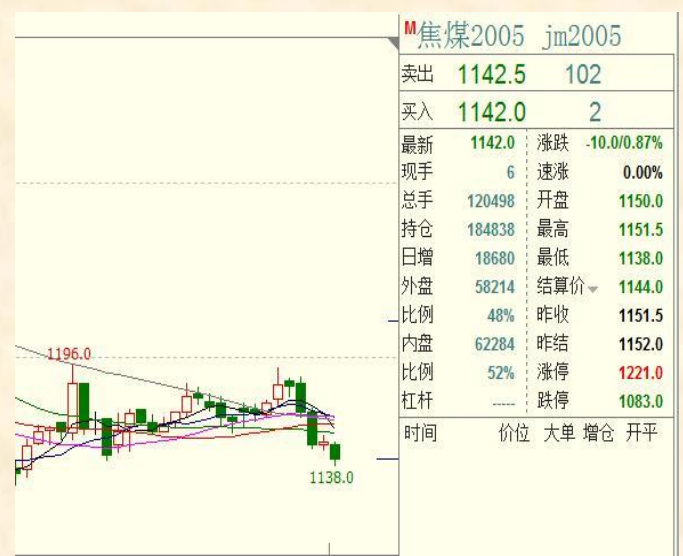 M焦煤2005 jm2005
卖出 1142.5 102
买入 1142.0 2
最新 1142.0 涨跌 -10.0/0.87%
现手 6 速涨 0.00%
总手 120498 开盘 1150.0
持仓 184838 最高 1151.5
日增 18680 最低 1138.0
外盘 58214 结算价 1144.0
比例 48% 昨收 1151.5
内盘 62284 昨结 1152.0
比例 52% 涨停 1221.0
杠杆 ----- 跌停 1083.0
时间 价位 大单 增仓 开平
1196.0
1138.0